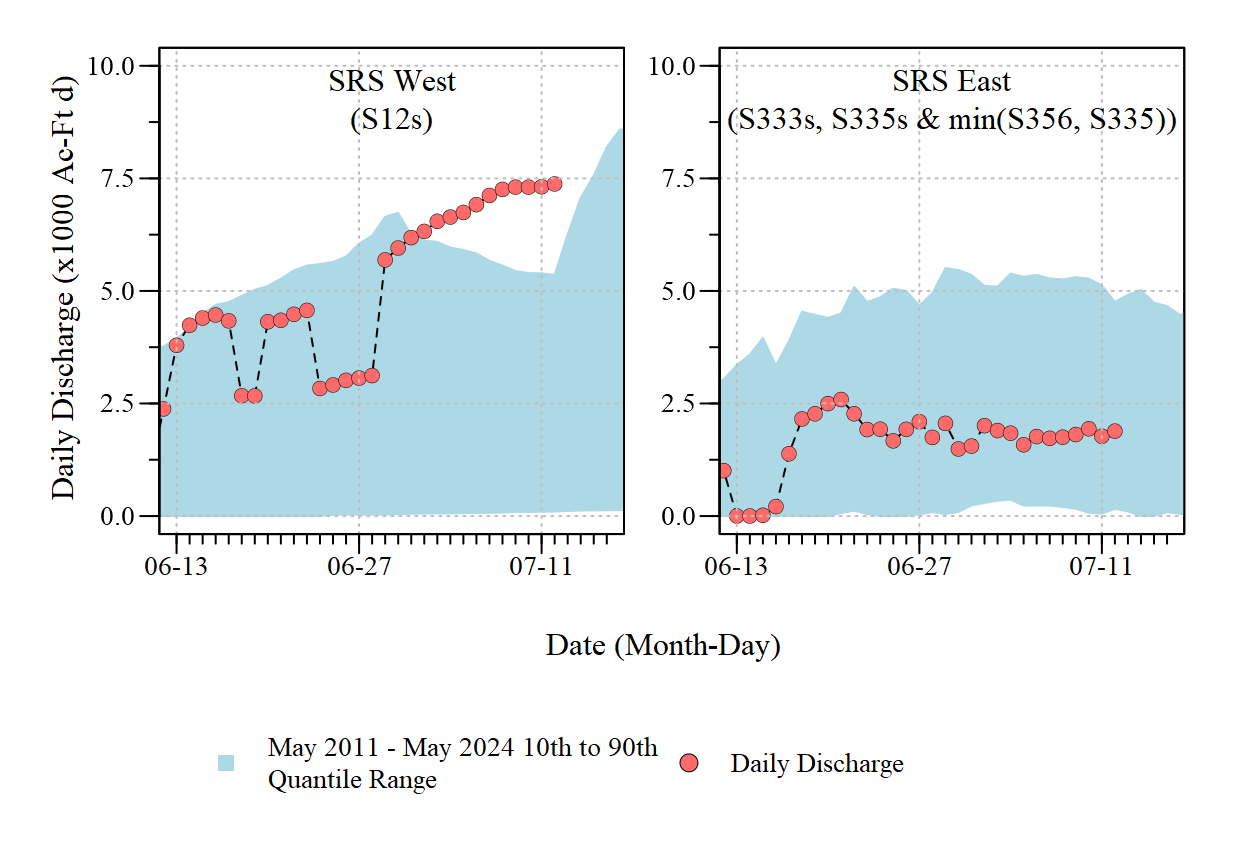 SRS West
(S12s)
10.0
7.5
5.0
2.5
0.0
06-13
06-27
07-11
Daily Discharge (x1000 Ac-Ft d)
SRS East
(S333s, S335s & min(S356, S335))
10.0
7.5
5.0
2.5
0.0
06-13
06-27
07-11
Date (Month-Day)
May 2011 - May 2024 10th to 90th
Quantile Range
Daily Discharge